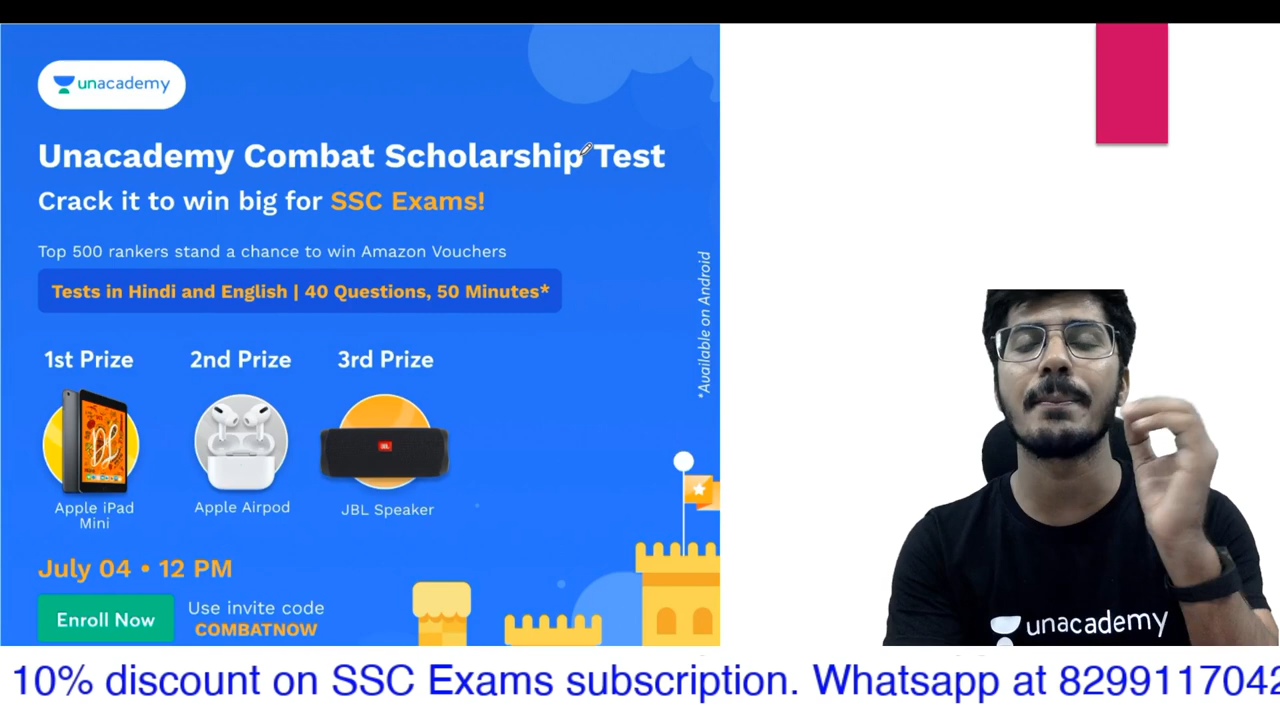 unacademy
Unacademy Combat Scholarship Test
Crack it to win big for SSC Exams!
Top 500 rankers stand a chance to win Amazon Vouchers
Tests in Hindi and English | 40 Questions, 50 Minutes*
*Available on Android
1st Prize 2nd Prize 3rd Prize
JBL
Apple iPad Mini
Apple Airpod
JBL Speaker
July 04 • 12 PM
Enroll Now
Use invite code
COMBATNOW
unacademy
10% discount on SSC Exams subscription. Whatsapp at 8299117042